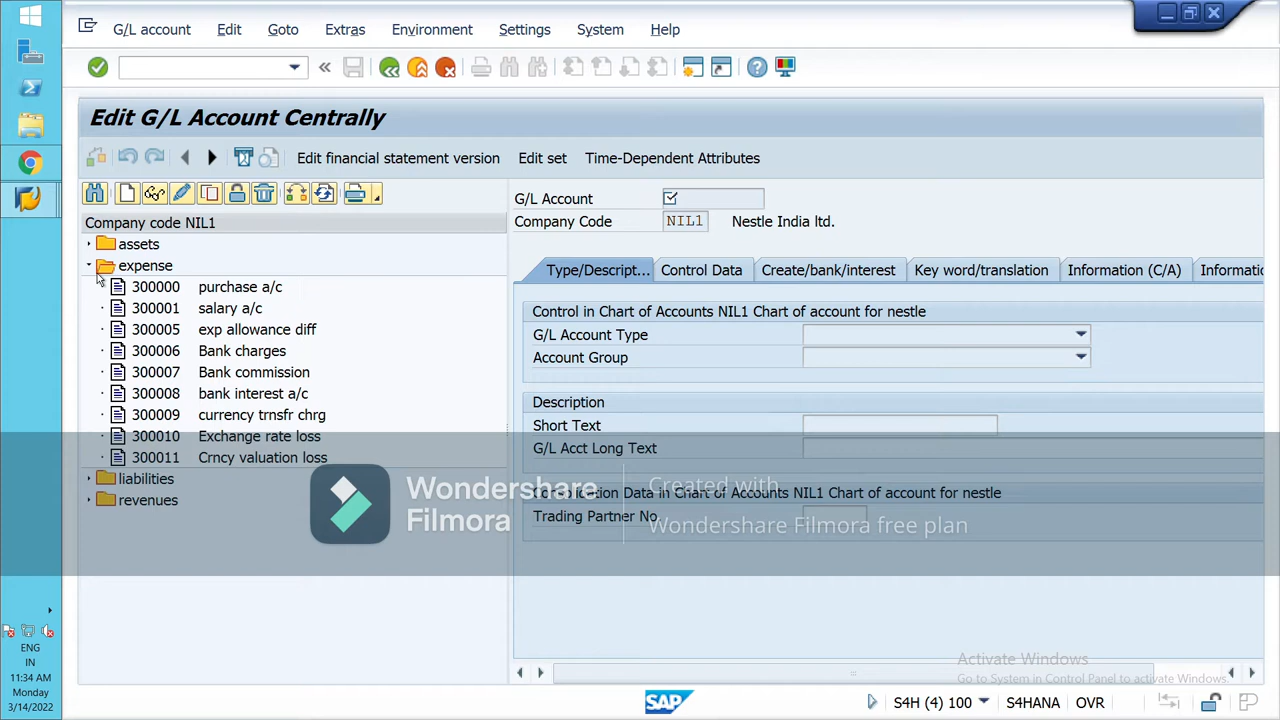 G/L account Edit Goto Extras Environment Settings System Help
Edit G/L Account Centrally
Edit financial statement version Edit set Time-Dependent Attributes
Company code NIL1
assets
expense
300000 purchase a/c
300001 salary a/c
300005 exp allowance diff
300006 Bank charges
300007 Bank commission
300008 bank interest a/c
300009 currency trnsfr chrg
300010 Exchange rate loss
300011 Crncy valuation loss
liabilities
revenues
G/L Account
Company Code NIL1 Nestle India ltd.
Type/Descript... Control Data Create/bank/interest Key word/translation Information (C/A) Informatic
Control in Chart of Accounts NIL1 Chart of account for nestle
G/L Account Type
Account Group
Description
Short Text
G/L Acct Long Text
Consolidation Data in Chart of Accounts NIL1 Chart of account for nestle
Trading Partner No.
Wondershare
Filmora
Created with
Wondershare Filmora free plan
Activate Windows
Go to System in Control Panel to activate Windows.
SAP
S4H (4) 100 S4HANA OVR
ENG
IN
11:34 AM
Monday
3/14/2022